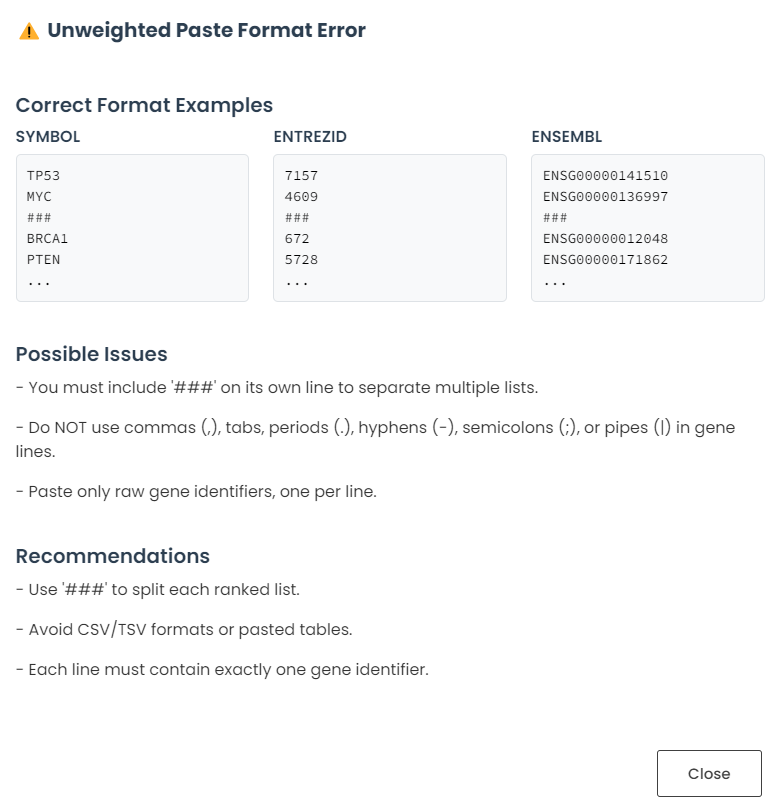 ⚠ Unweighted Paste Format Error
Correct Format Examples
SYMBOL
TP53
MYC
###
BRCA1
PTEN
...
ENTREZID
7157
4609
###
672
5728
...
ENSEMBL
ENSG00000141510
ENSG00000136997
###
ENSG00000012048
ENSG00000171862
...
Possible Issues
- You must include '###' on its own line to separate multiple lists.
- Do NOT use commas (,), tabs, periods (.), hyphens (-), semicolons (;), or pipes (|) in gene
lines.
- Paste only raw gene identifiers, one per line.
Recommendations
- Use '###' to split each ranked list.
- Avoid CSV/TSV formats or pasted tables.
- Each line must contain exactly one gene identifier.
Close